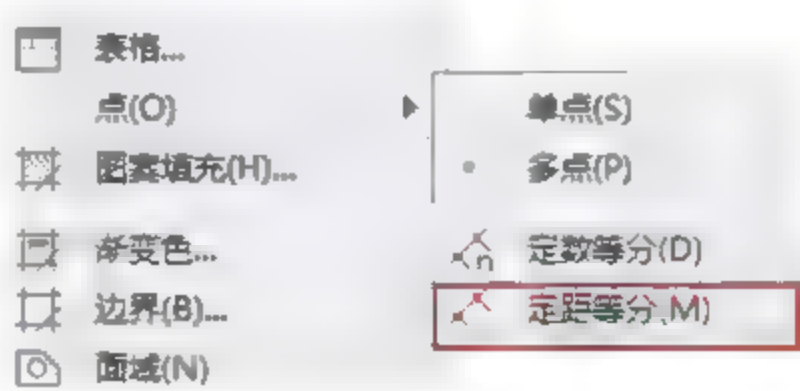 表格...
点(O)
图案填充(H)...
渐变色...
边界(B)...
面域(N)
单点(S)
多点(P)
定数等分(D)
定距等分(M)